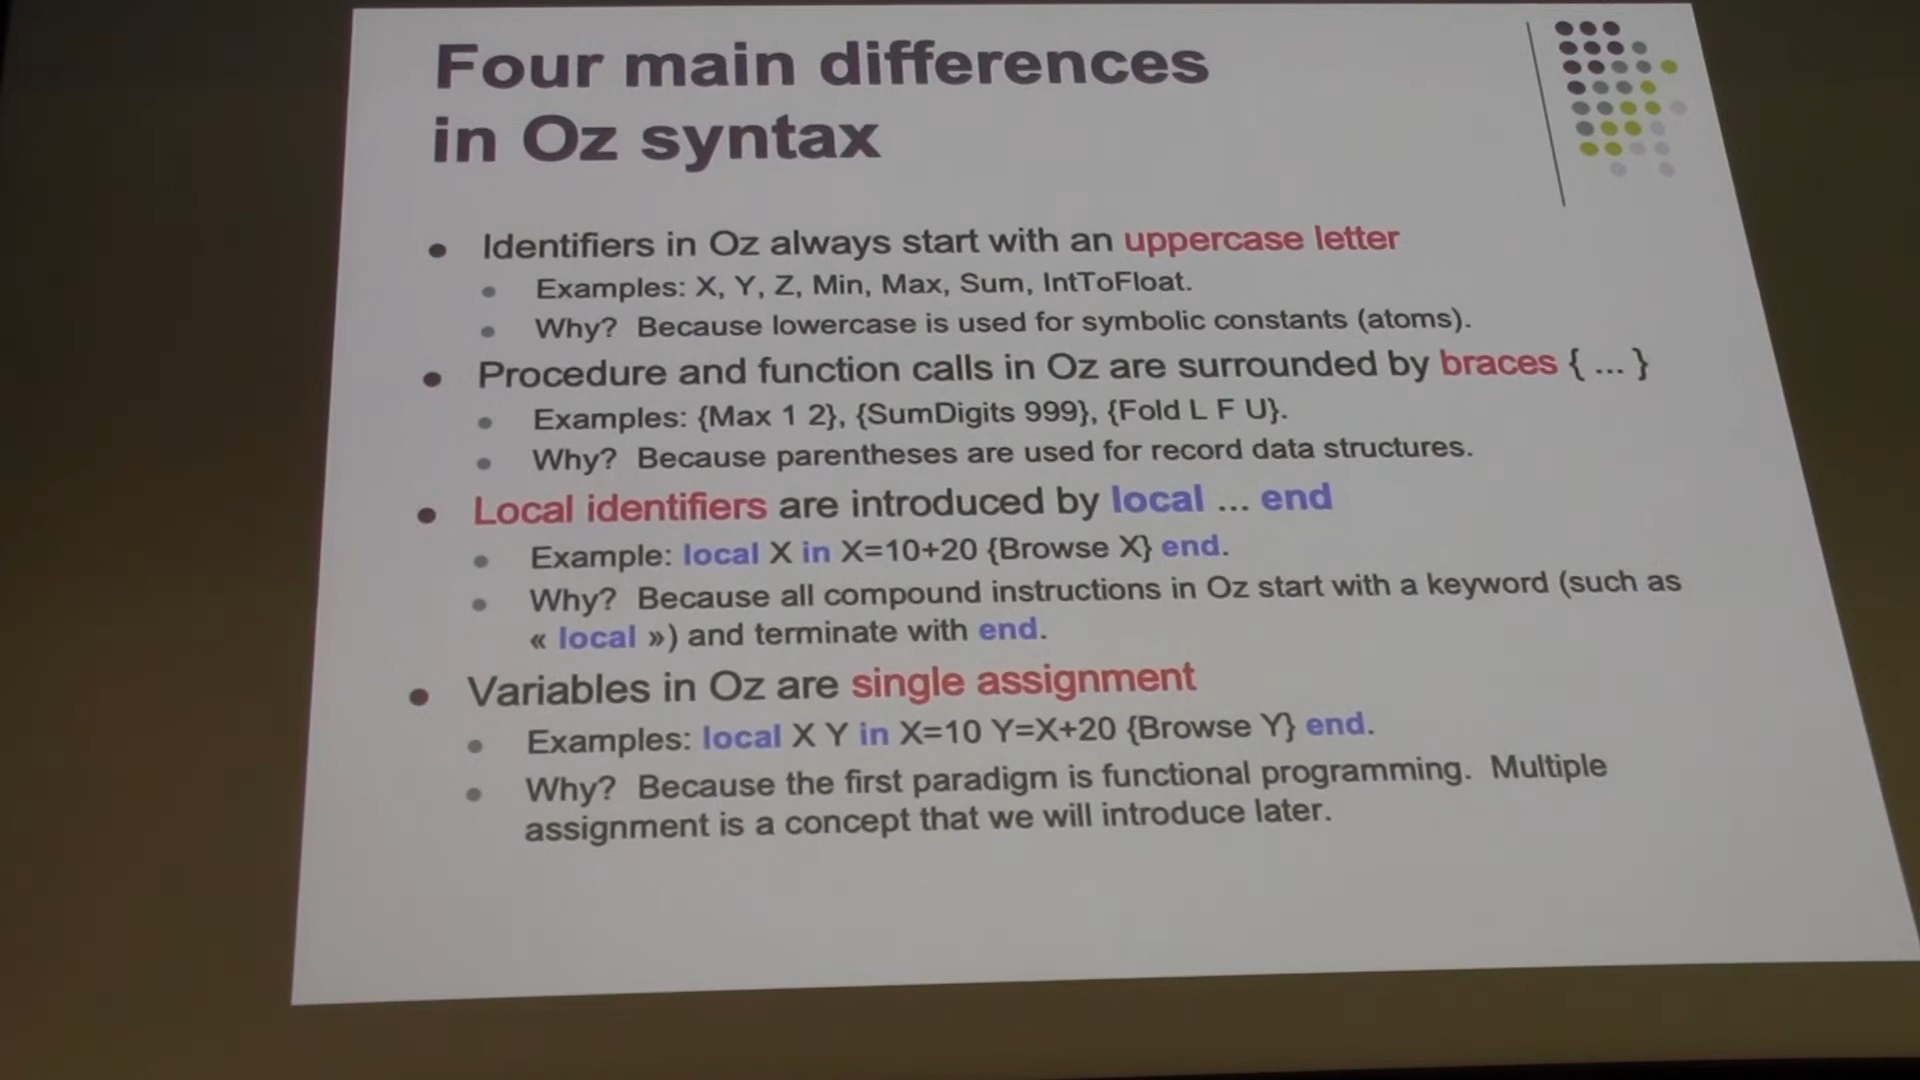 Four main differences
in Oz syntax
• Identifiers in Oz always start with an uppercase letter
• Examples: X, Y, Z, Min, Max, Sum, IntToFloat.
• Why? Because lowercase is used for symbolic constants (atoms).
• Procedure and function calls in Oz are surrounded by braces { ... }
• Examples: {Max 1 2}, {SumDigits 999}, {Fold L F U}.
• Why? Because parentheses are used for record data structures.
• Local identifiers are introduced by local ... end
• Example: local X in X=10+20 {Browse X} end.
• Why? Because all compound instructions in Oz start with a keyword (such as
« local ») and terminate with end.
• Variables in Oz are single assignment
• Examples: local X Y in X=10 Y=X+20 {Browse Y} end.
• Why? Because the first paradigm is functional programming. Multiple
assignment is a concept that we will introduce later.